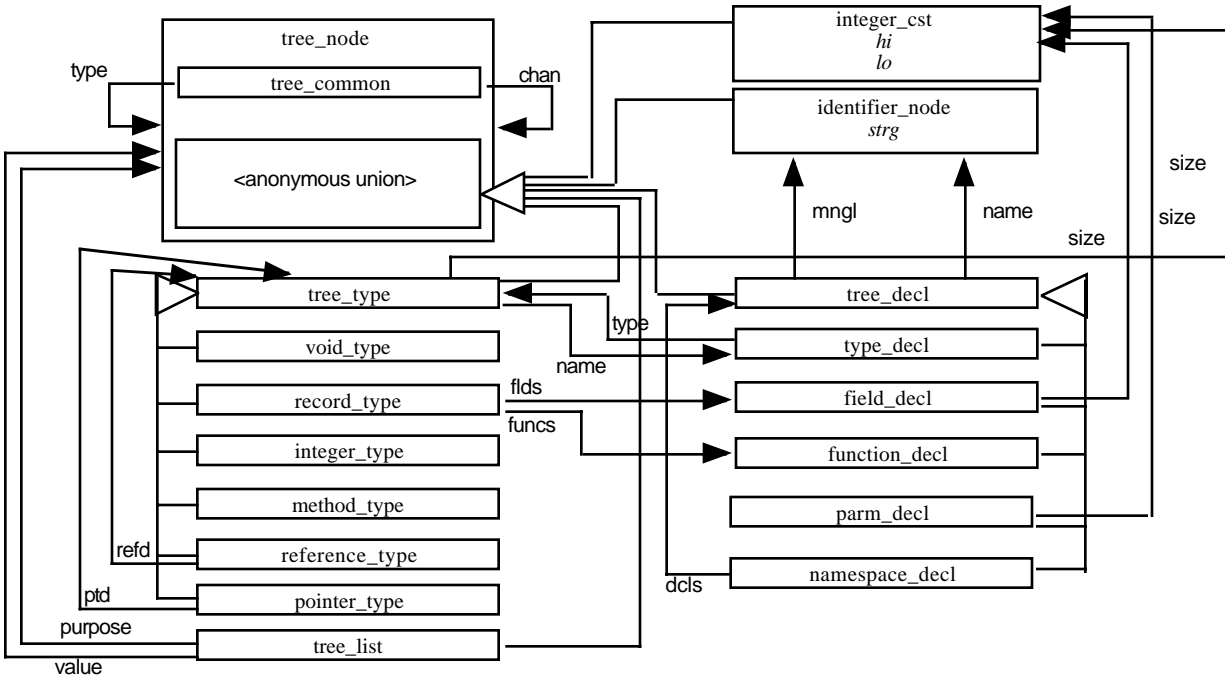 tree_node
integer_cst
hi
lo
type
tree_common
chan
identifier_node
strg
<anonymous union>
size
mngl
name
size
size
tree_type
tree_decl
type
void_type
name
type_decl
record_type
flds
field_decl
funcs
integer_type
function_decl
method_type
parm_decl
refd
reference_type
dcls
namespace_decl
ptd
pointer_type
purpose
tree_list
value